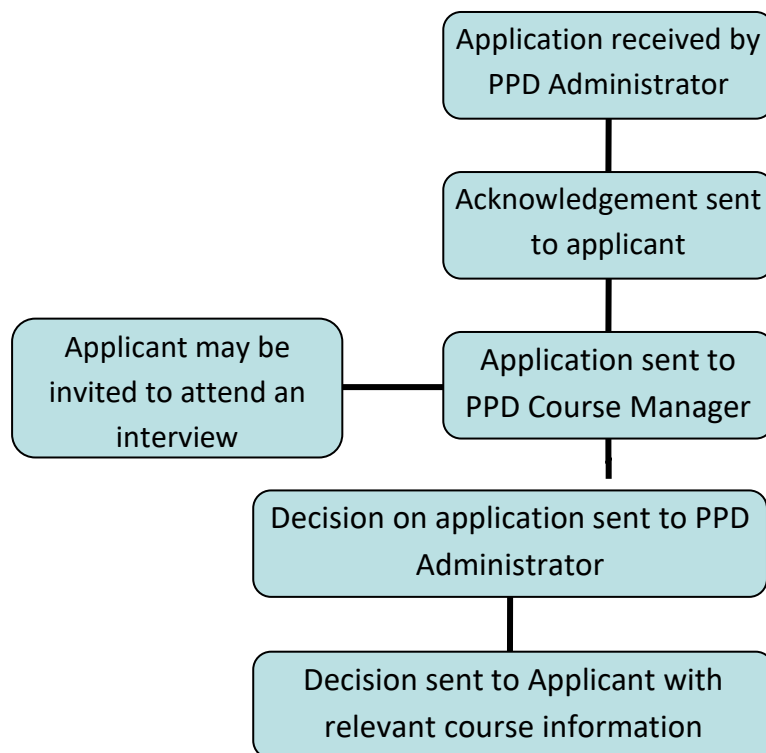 Application received by
PPD Administrator
Acknowledgement sent
to applicant
Applicant may be
invited to attend an
interview
Application sent to
PPD Course Manager
Decision on application sent to PPD
Administrator
Decision sent to Applicant with
relevant course information